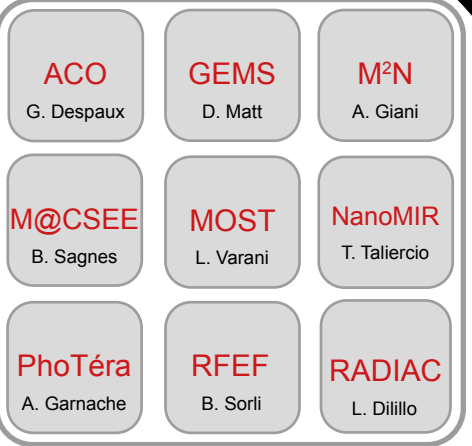 ACO
G. Despaux
GEMS
D. Matt
M²N
A. Giani
M@CSEE
B. Sagnes
MOST
L. Varani
NanoMIR
T. Taliercio
PhoTéra
A. Garnache
RFEF
B. Sorli
RADIAC
L. Dilillo